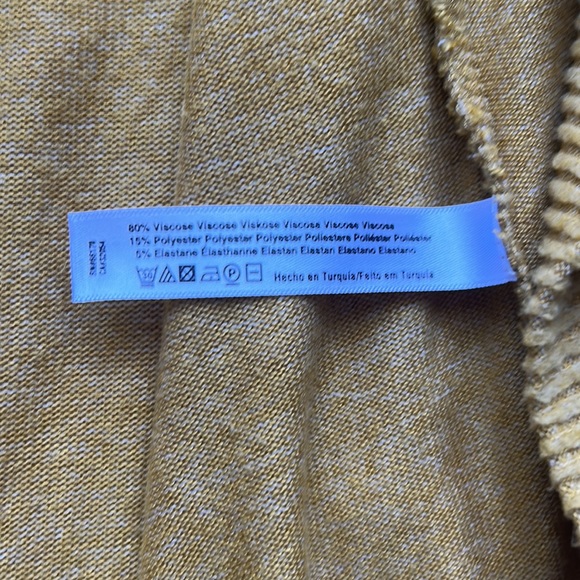 80% Viscose Viscose Viskose Viscosa Viscose Viscosa
15% Polyester Polyester Polyester Poliestere Poliéster Poliéster
5% Elastane Élasthanne Elastan Elastan Elastano Elastano
30 P
Hecho en Turquía/Feito em Turquia